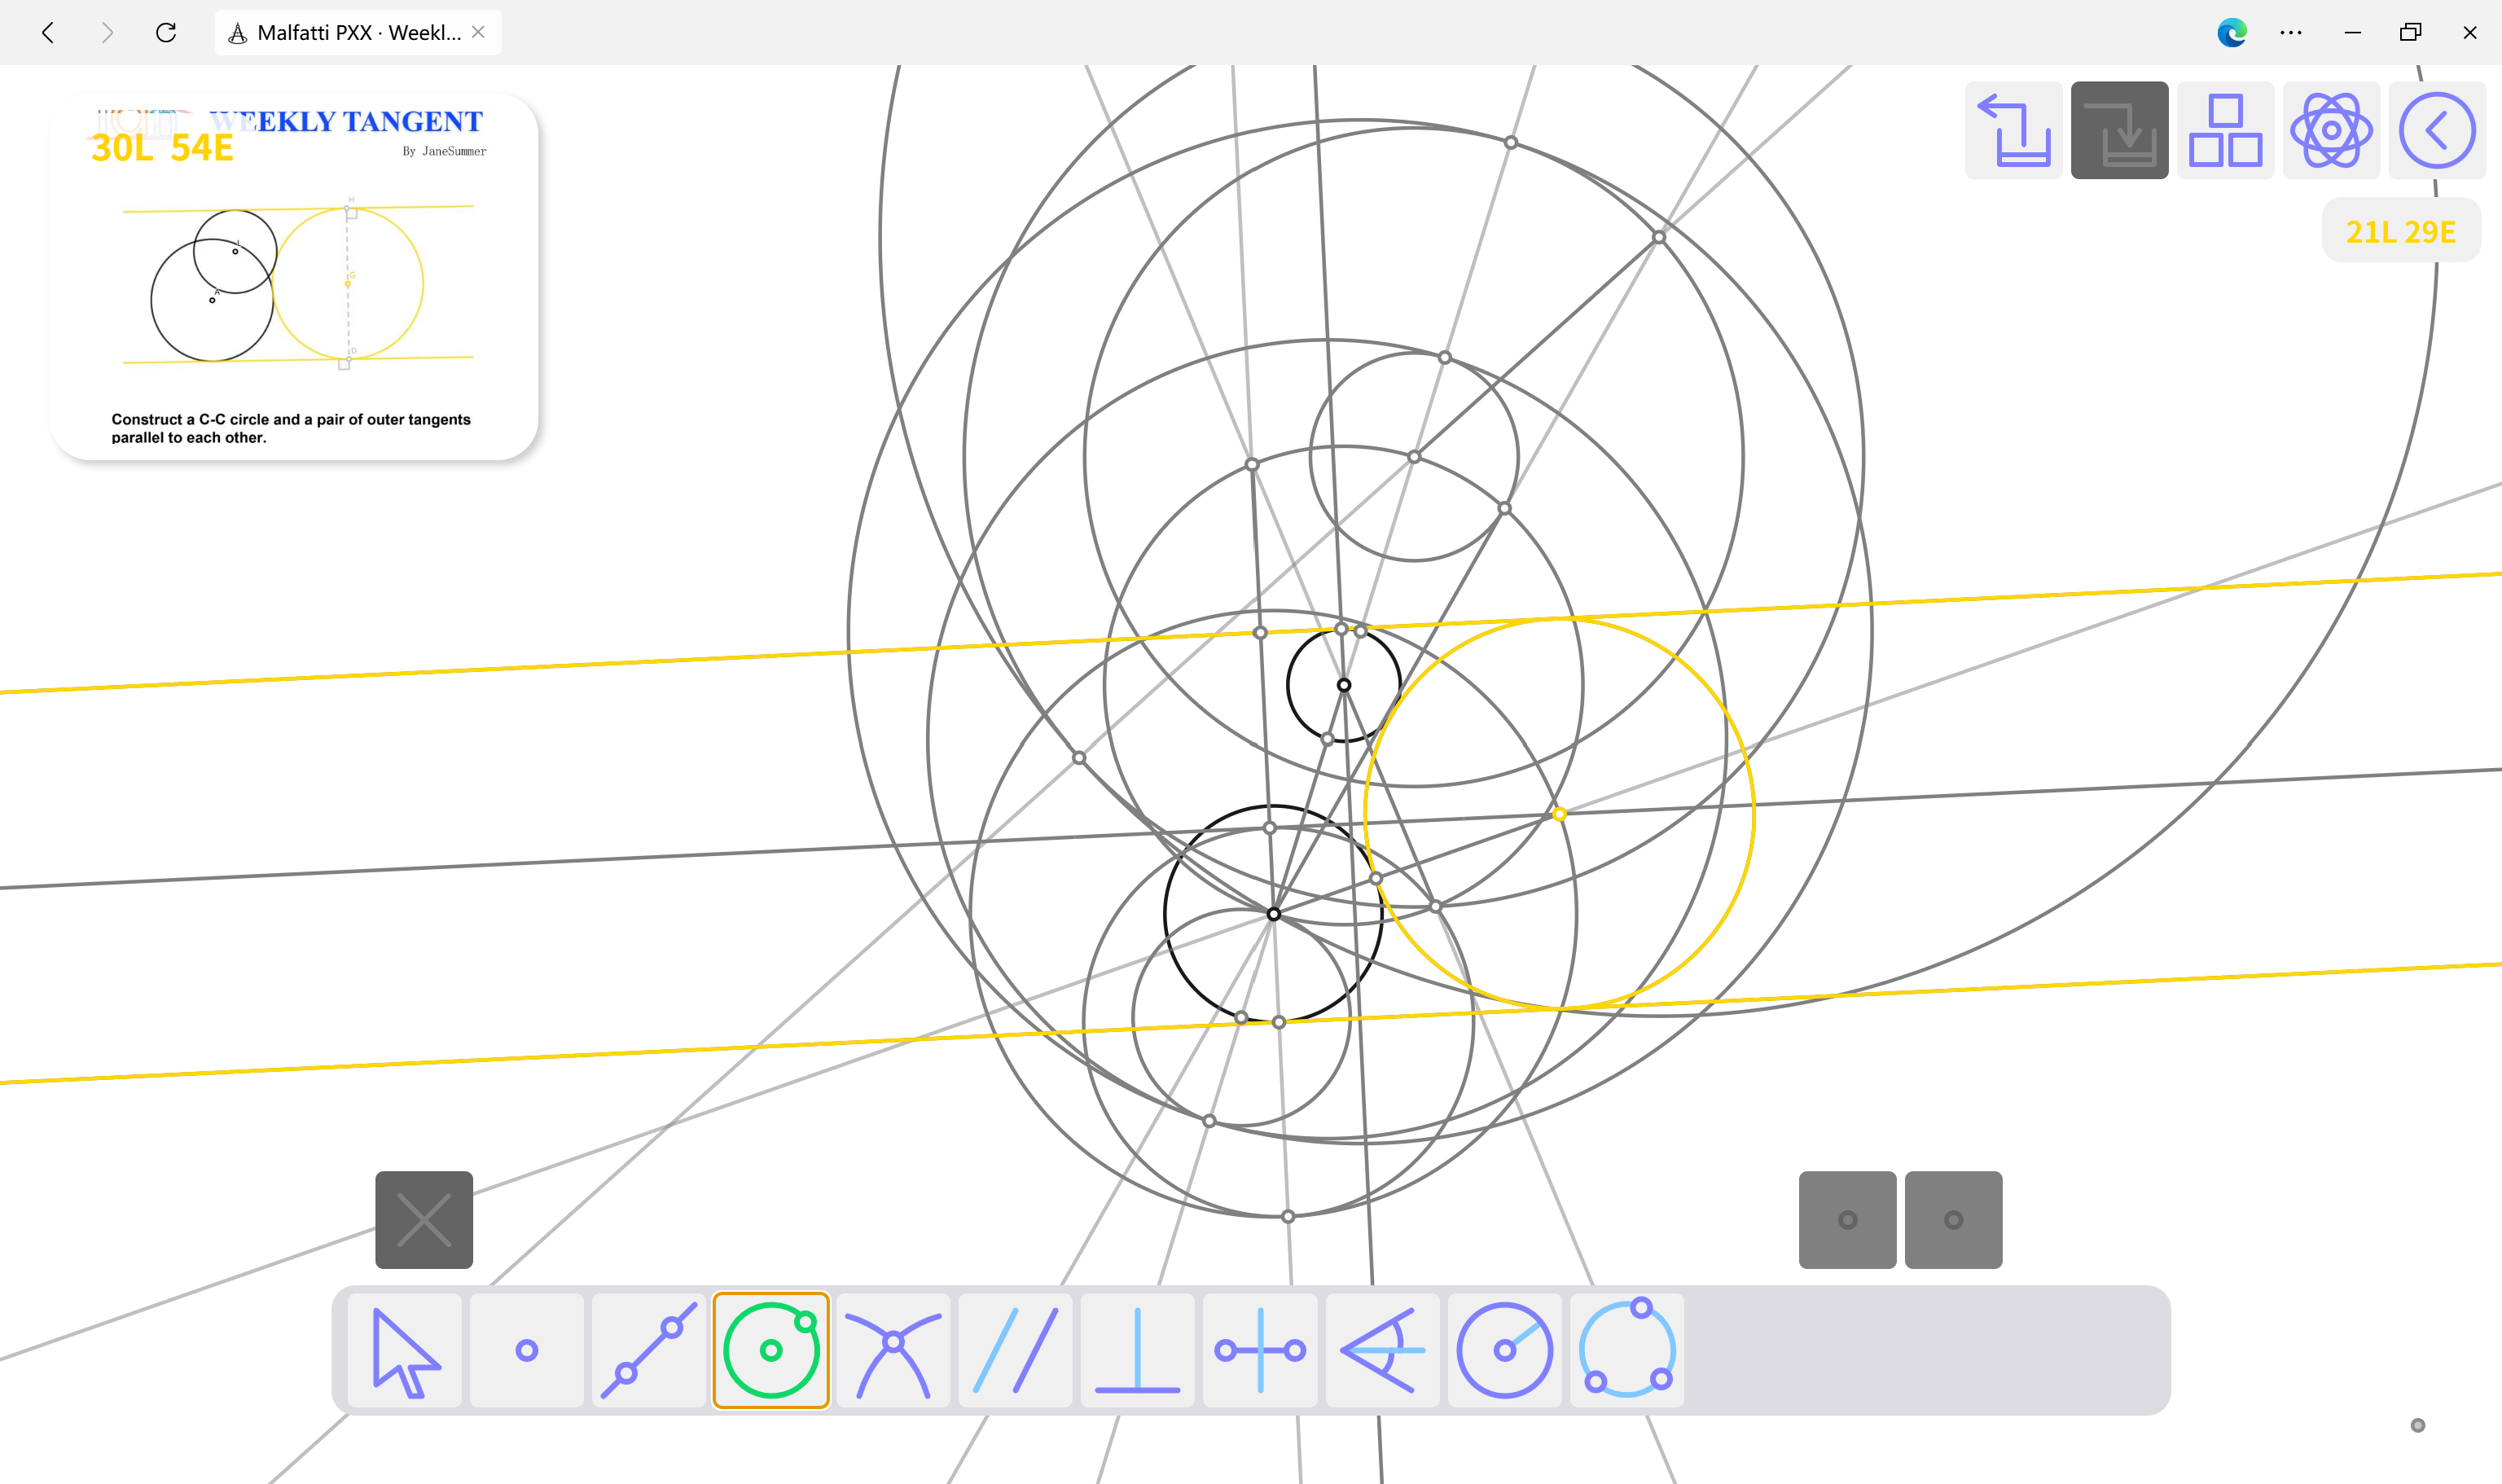 Malfatti PXX · Weekl...
WEEKLY TANGENT
30L 54E
By JaneSummer
H
L
G
A
D
Construct a C-C circle and a pair of outer tangents
parallel to each other.
21L 29E